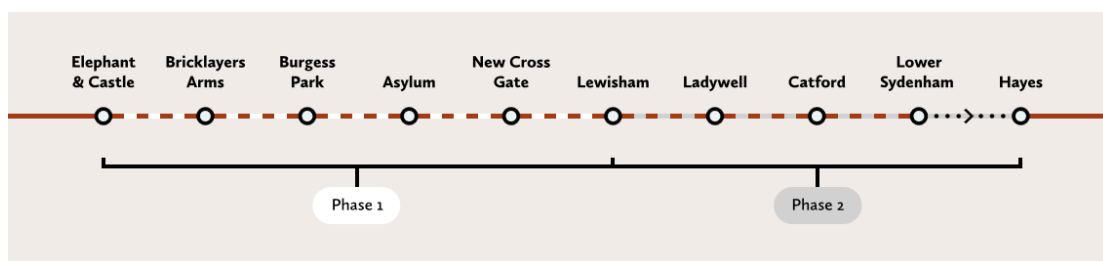 Elephant
& Castle
Bricklayers
Arms
Burgess
Park
Asylum
New Cross
Gate
Lewisham
Ladywell
Catford
Lower
Sydenham
Hayes
Phase 1
Phase 2